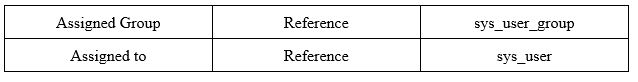 Assigned Group Reference sys_user_group
Assigned to Reference sys_user